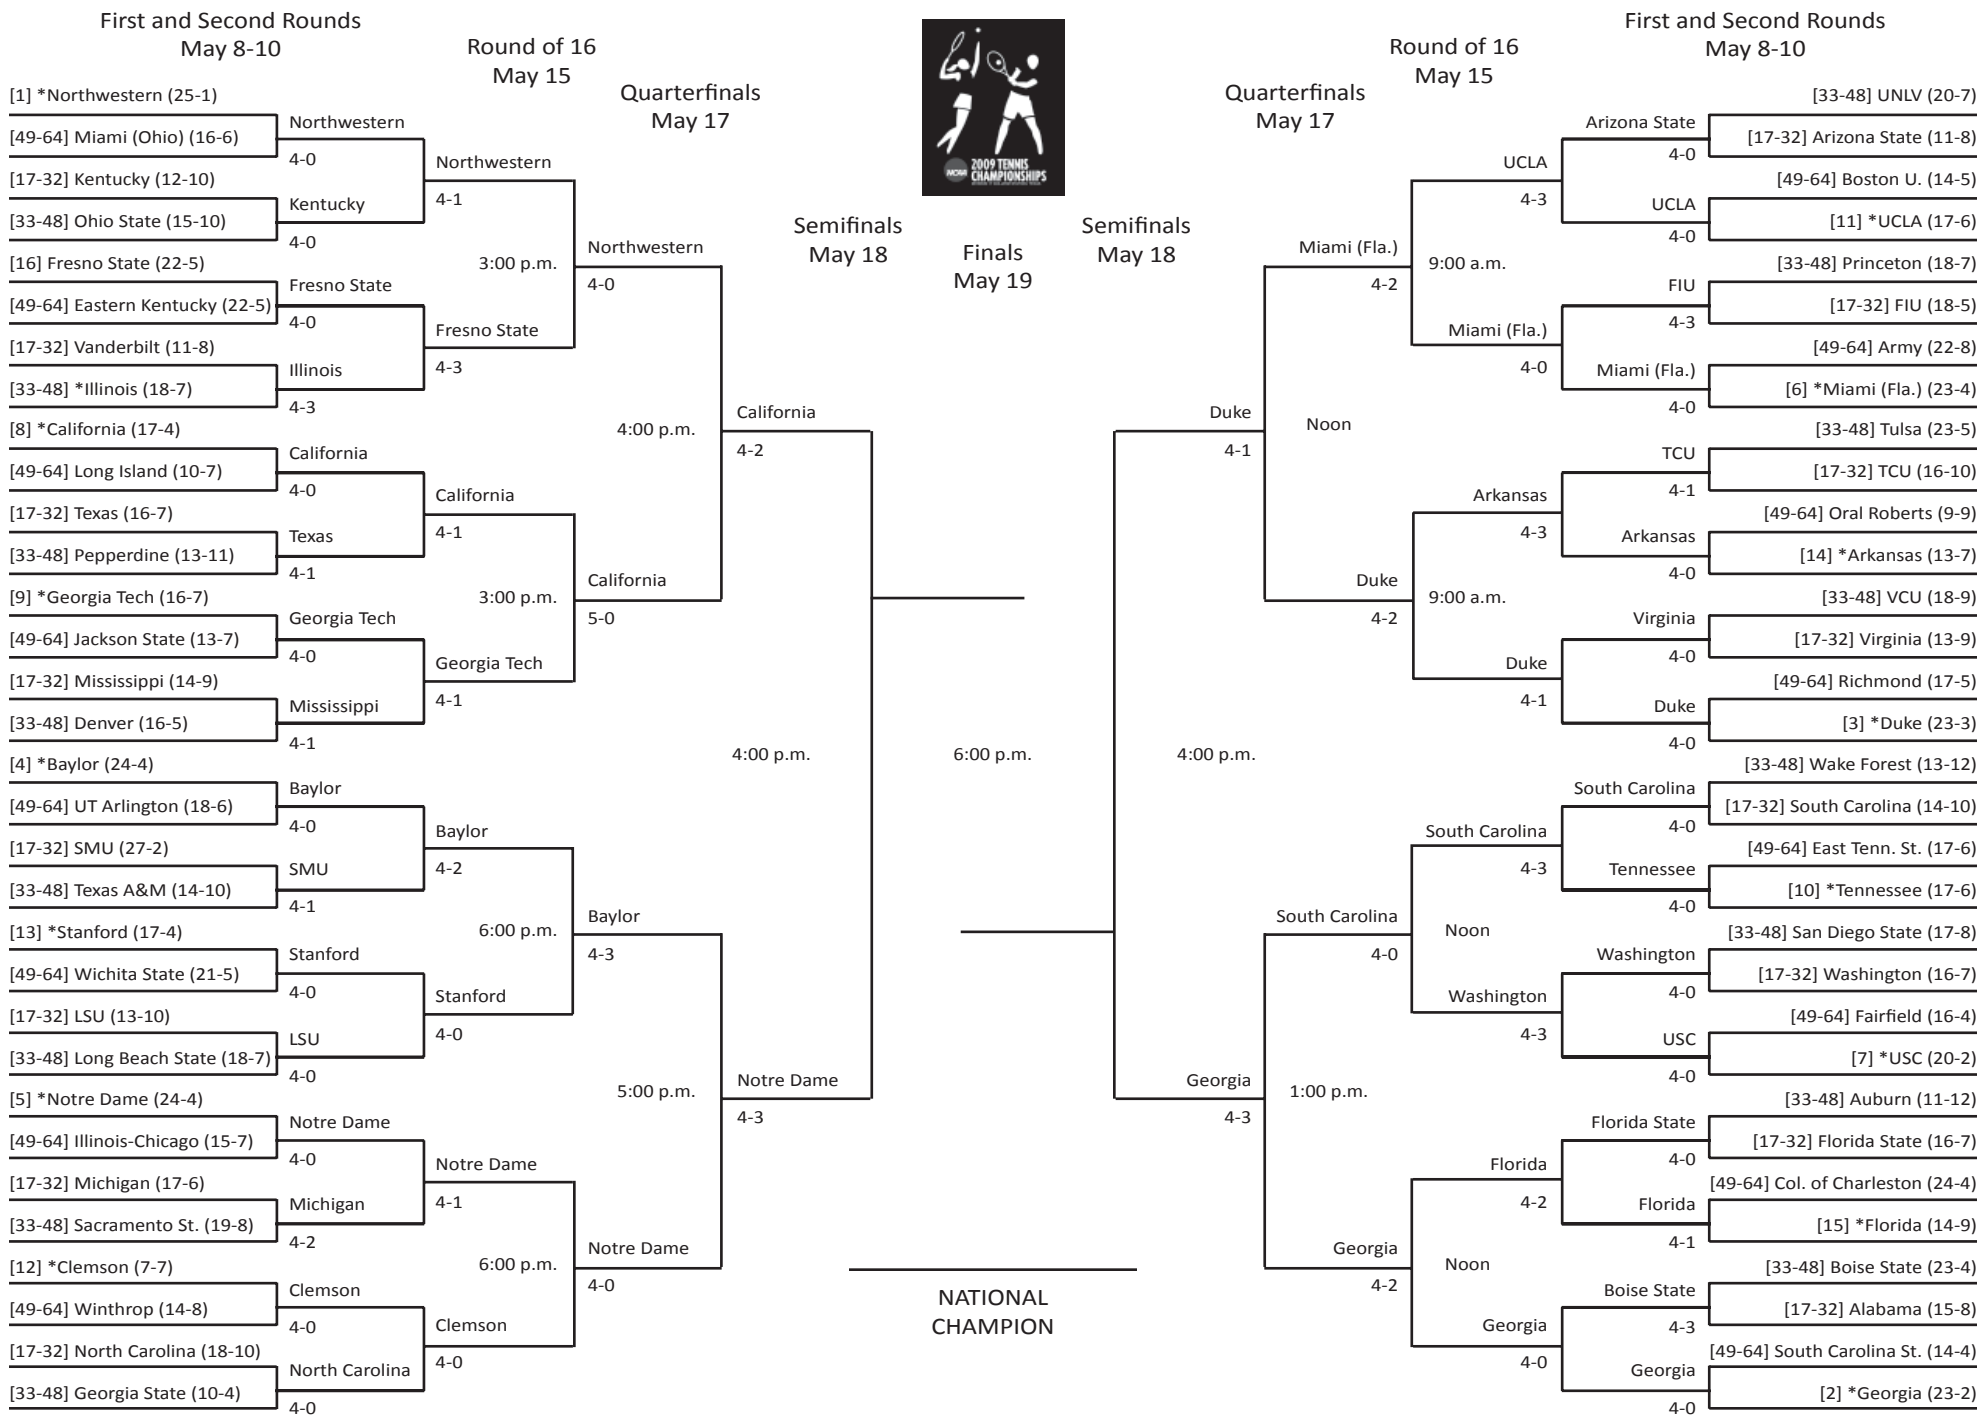 First and Second Rounds
May 8-10
Round of 16
May 15
Quarterfinals
May 17
Semifinals
May 18
Finals
May 19
Semifinals
May 18
Quarterfinals
May 17
Round of 16
May 15
First and Second Rounds
May 8-10
NCAA
2009 TENNIS
CHAMPIONSHIPS
[1] *Northwestern (25-1)
[49-64] Miami (Ohio) (16-6)
[17-32] Kentucky (12-10)
[33-48] Ohio State (15-10)
[16] Fresno State (22-5)
[49-64] Eastern Kentucky (22-5)
[17-32] Vanderbilt (11-8)
[33-48] *Illinois (18-7)
[8] *California (17-4)
[49-64] Long Island (10-7)
[17-32] Texas (16-7)
[33-48] Pepperdine (13-11)
[9] *Georgia Tech (16-7)
[49-64] Jackson State (13-7)
[17-32] Mississippi (14-9)
[33-48] Denver (16-5)
[4] *Baylor (24-4)
[49-64] UT Arlington (18-6)
[17-32] SMU (27-2)
[33-48] Texas A&M (14-10)
[13] *Stanford (17-4)
[49-64] Wichita State (21-5)
[17-32] LSU (13-10)
[33-48] Long Beach State (18-7)
[5] *Notre Dame (24-4)
[49-64] Illinois-Chicago (15-7)
[17-32] Michigan (17-6)
[33-48] Sacramento St. (19-8)
[12] *Clemson (7-7)
[49-64] Winthrop (14-8)
[17-32] North Carolina (18-10)
[33-48] Georgia State (10-4)
Northwestern
4-0
Kentucky
4-0
Fresno State
4-0
Illinois
4-3
California
4-0
Texas
4-1
Georgia Tech
4-0
Mississippi
4-1
Baylor
4-0
SMU
4-1
Stanford
4-0
LSU
4-0
Notre Dame
4-0
Michigan
4-2
Clemson
4-0
North Carolina
4-0
Northwestern
4-1
3:00 p.m.
Fresno State
4-3
California
4-1
3:00 p.m.
Georgia Tech
4-1
Baylor
4-2
6:00 p.m.
Stanford
4-0
Notre Dame
4-1
6:00 p.m.
Clemson
4-0
Northwestern
4-0
4:00 p.m.
California
5-0
Baylor
4-3
5:00 p.m.
Notre Dame
4-0
California
4-2
4:00 p.m.
Notre Dame
4-3
6:00 p.m.
NATIONAL
CHAMPION
Duke
4-1
4:00 p.m.
Georgia
4-3
Miami (Fla.)
4-2
Noon
Duke
4-2
South Carolina
4-0
1:00 p.m.
Georgia
4-2
UCLA
4-3
9:00 a.m.
Miami (Fla.)
4-0
Arkansas
4-3
9:00 a.m.
Duke
4-1
South Carolina
4-3
Noon
Washington
4-3
Florida
4-2
Noon
Georgia
4-0
Arizona State
4-0
UCLA
4-0
FIU
4-3
Miami (Fla.)
4-0
TCU
4-1
Arkansas
4-0
Virginia
4-0
Duke
4-0
South Carolina
4-0
Tennessee
4-0
Washington
4-0
USC
4-0
Florida State
4-0
Florida
4-1
Boise State
4-3
Georgia
4-0
[33-48] UNLV (20-7)
[17-32] Arizona State (11-8)
[49-64] Boston U. (14-5)
[11] *UCLA (17-6)
[33-48] Princeton (18-7)
[17-32] FIU (18-5)
[49-64] Army (22-8)
[6] *Miami (Fla.) (23-4)
[33-48] Tulsa (23-5)
[17-32] TCU (16-10)
[49-64] Oral Roberts (9-9)
[14] *Arkansas (13-7)
[33-48] VCU (18-9)
[17-32] Virginia (13-9)
[49-64] Richmond (17-5)
[3] *Duke (23-3)
[33-48] Wake Forest (13-12)
[17-32] South Carolina (14-10)
[49-64] East Tenn. St. (17-6)
[10] *Tennessee (17-6)
[33-48] San Diego State (17-8)
[17-32] Washington (16-7)
[49-64] Fairfield (16-4)
[7] *USC (20-2)
[33-48] Auburn (11-12)
[17-32] Florida State (16-7)
[49-64] Col. of Charleston (24-4)
[15] *Florida (14-9)
[33-48] Boise State (23-4)
[17-32] Alabama (15-8)
[49-64] South Carolina St. (14-4)
[2] *Georgia (23-2)